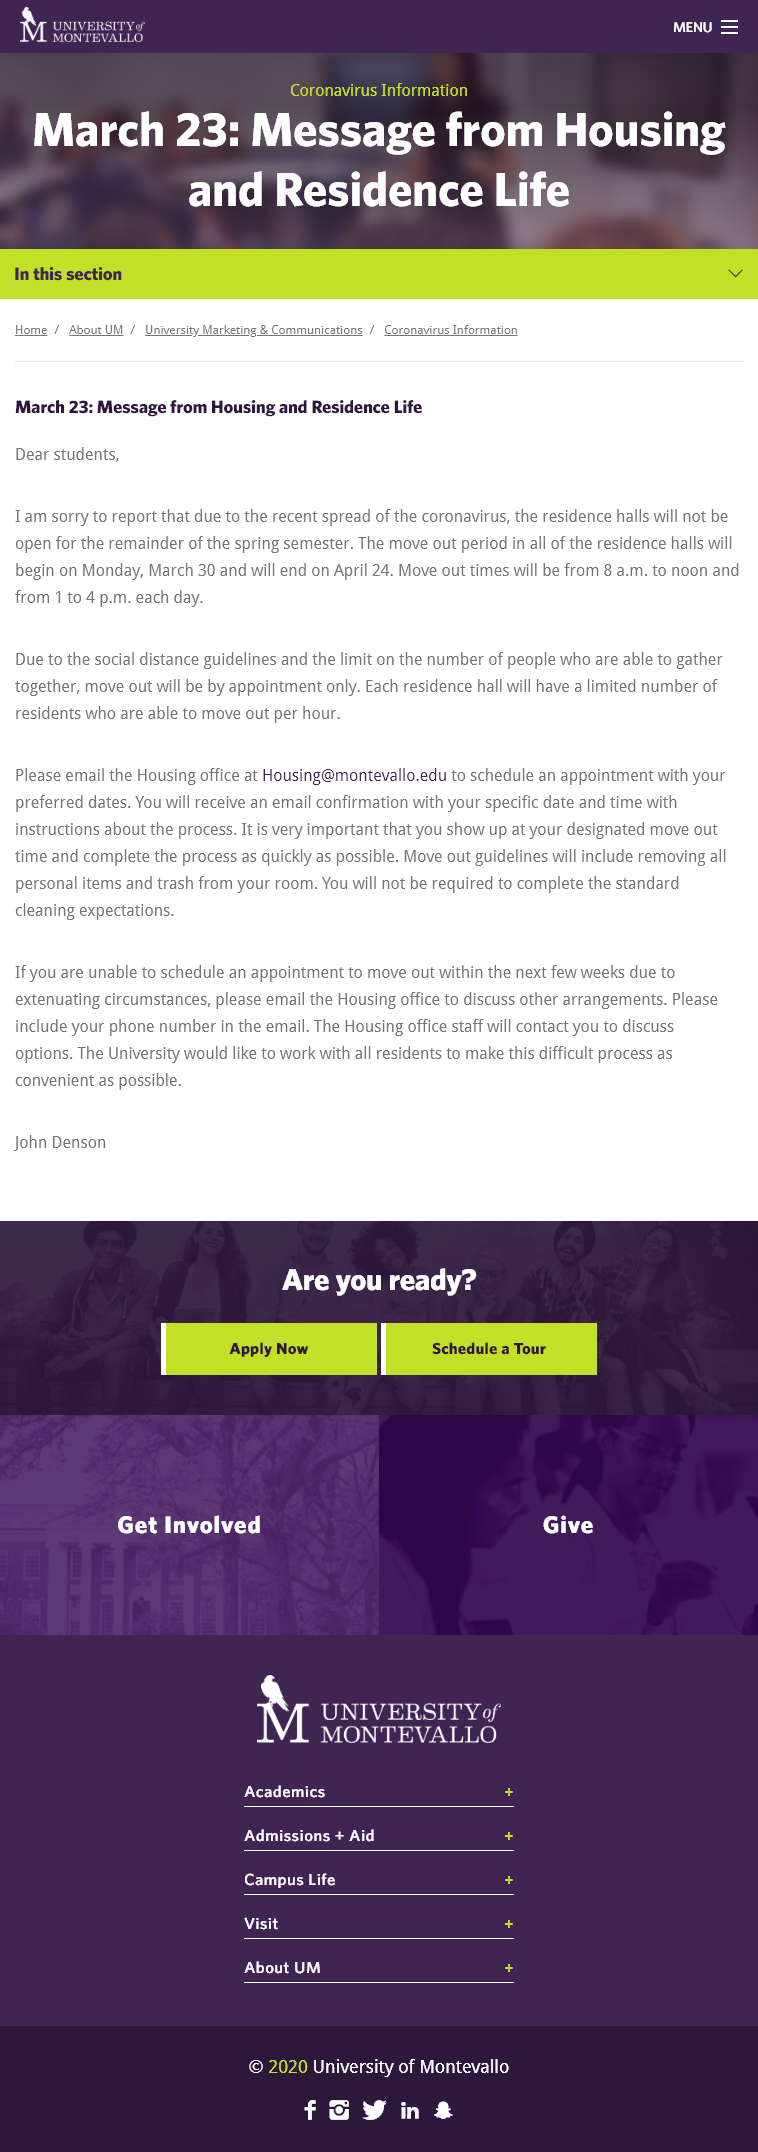 UNIVERSITY of
MONTEVALLO
MENU
Coronavirus Information
March 23: Message from Housing
and Residence Life
In this section
Home / About UM / University Marketing & Communications / Coronavirus Information
March 23: Message from Housing and Residence Life
Dear students,
I am sorry to report that due to the recent spread of the coronavirus, the residence halls will not be
open for the remainder of the spring semester. The move out period in all of the residence halls will
begin on Monday, March 30 and will end on April 24. Move out times will be from 8 a.m. to noon and
from 1 to 4 p.m. each day.
Due to the social distance guidelines and the limit on the number of people who are able to gather
together, move out will be by appointment only. Each residence hall will have a limited number of
residents who are able to move out per hour.
Please email the Housing office at Housing@montevallo.edu to schedule an appointment with your
preferred dates. You will receive an email confirmation with your specific date and time with
instructions about the process. It is very important that you show up at your designated move out
time and complete the process as quickly as possible. Move out guidelines will include removing all
personal items and trash from your room. You will not be required to complete the standard
cleaning expectations.
If you are unable to schedule an appointment to move out within the next few weeks due to
extenuating circumstances, please email the Housing office to discuss other arrangements. Please
include your phone number in the email. The Housing office staff will contact you to discuss
options. The University would like to work with all residents to make this difficult process as
convenient as possible.
John Denson
Are you ready?
Apply Now
Schedule a Tour
Get Involved
Give
M UNIVERSITY of
MONTEVALLO
Academics +
Admissions + Aid +
Campus Life +
Visit +
About UM +
© 2020 University of Montevallo